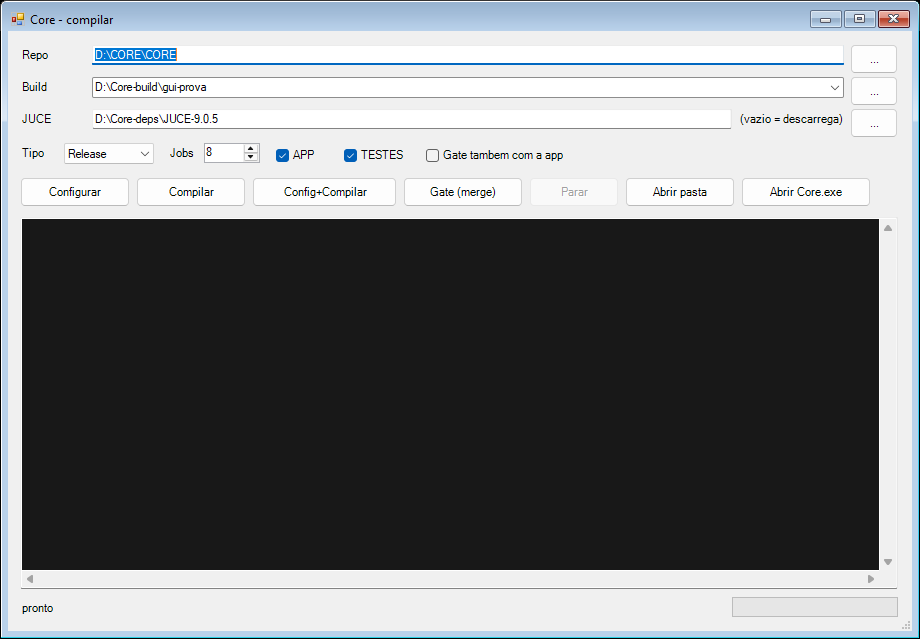 Core - compilar
Repo D:\CORE\CORE ...
Build D:\Core-build\gui-prova ...
JUCE D:\Core-deps\JUCE-9.0.5 (vazio = descarrega) ...
Tipo Release Jobs 8 APP TESTES Gate tambem com a app
Configurar Compilar Config+Compilar Gate (merge) Parar Abrir pasta Abrir Core.exe
pronto